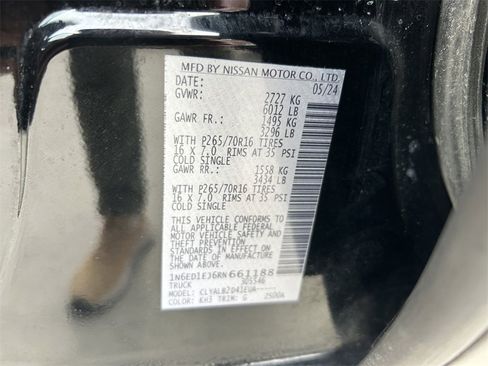 MFD BY NISSAN MOTOR CO., LTD.
DATE: 05/24
GVWR: 2727 KG
6012 LB
GAWR FR.: 1495 KG
3296 LB
WITH P265/70R16 TIRES
16 X 7.0 RIMS AT 35 PSI
COLD SINGLE
GAWR RR.: 1558 KG
3434 LB
WITH P265/70R16 TIRES
16 X 7.0 RIMS AT 35 PSI
COLD SINGLE
THIS VEHICLE CONFORMS TO
ALL APPLICABLE FEDERAL
MOTOR VEHICLE SAFETY
STANDARDS IN EFFECT
ON THE DATE OF
MANUFACTURE SHOWN ABOVE.
1N6ED1EJ6RN661188
TRUCK 305546
MODEL:
COLOR: KH3 TRIM: G